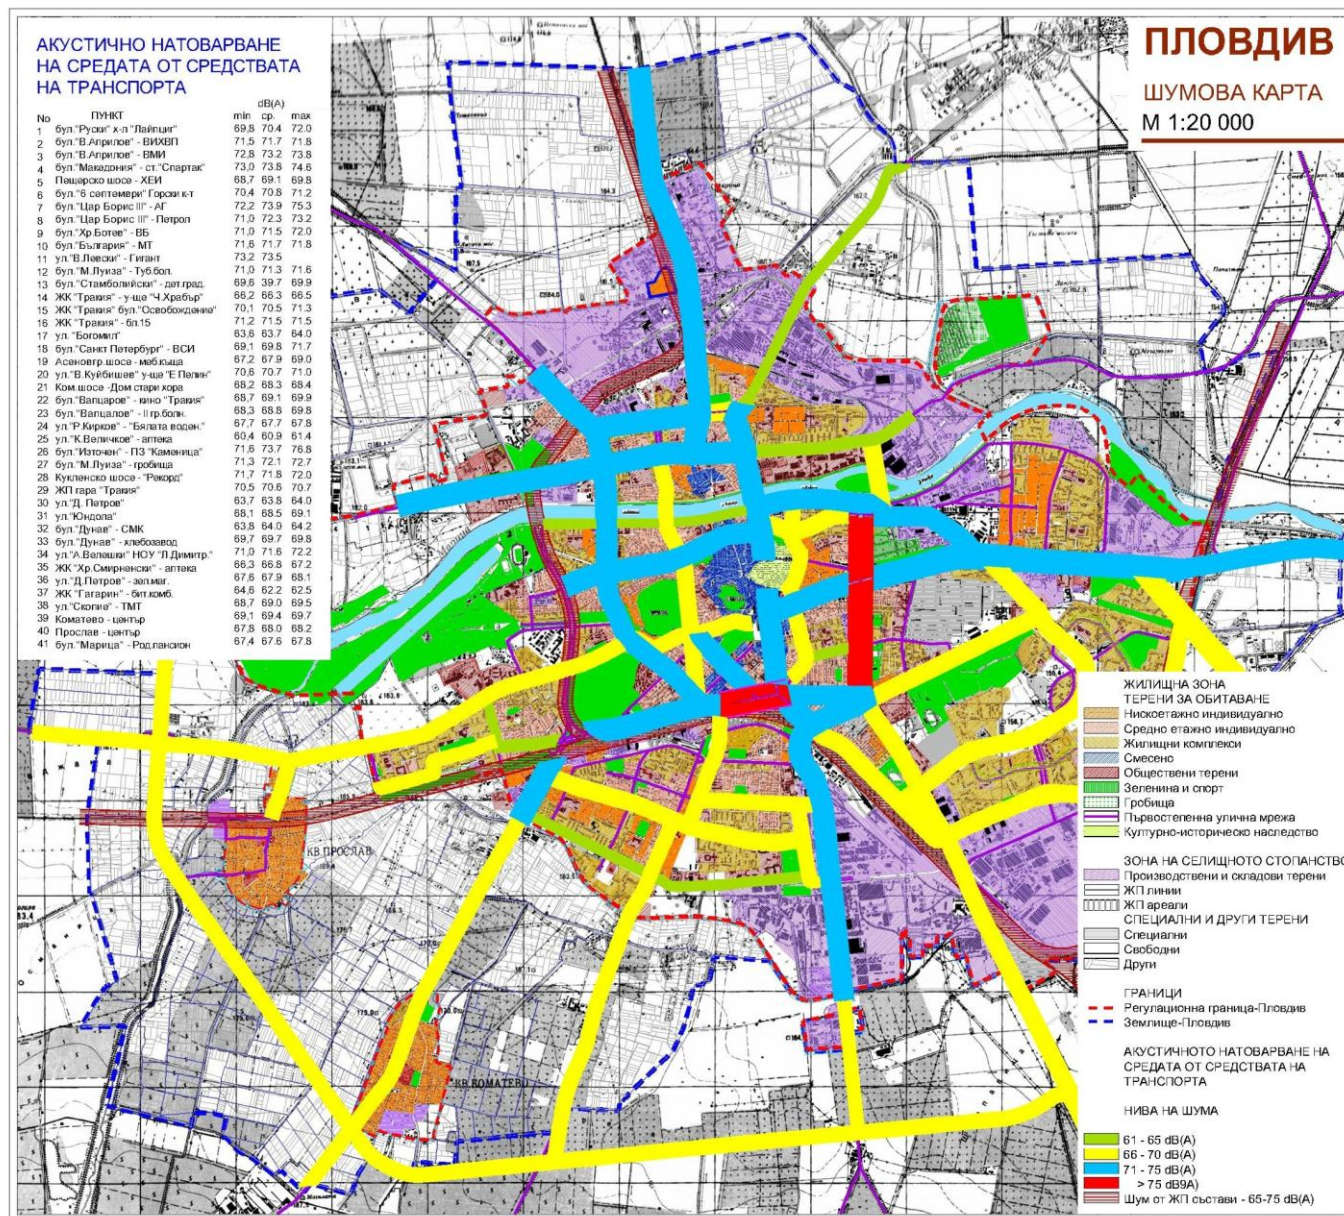 АКУСТИЧНО НАТОВАРВАНЕ
НА СРЕДАТА ОТ СРЕДСТВАТА
НА ТРАНСПОРТА
dB(A)
No ПУНКТ min ср. max
1 бул."Руски" х-л "Лайпциг" 69,8 70.4 72.0
2 бул."В.Априлов" - ВИХВП 71,5 71.7 71.8
3 бул."В.Априлов" - ВМИ 72,8 73.2 73.8
4 бул."Македония" - ст."Спартак" 73,0 73.8 74.6
5 Пещерско шосе - ХЕИ 68,7 69.1 69.8
6 бул."6 септември" Горски к-т 70,4 70.8 71.2
7 бул."Цар Борис III" - АГ 72,2 73.9 75.3
8 бул."Цар Борис III" - Петрол 71,0 72.3 73.2
9 бул."Хр.Ботев" - ВБ 71,0 71.5 72.0
10 бул."България" - МТ 71,6 71.7 71.8
11 ул."В.Левски" - Гигант 73,2 73.5
12 бул."М.Луиза" - Туб.бол. 71,0 71.3 71.6
13 бул."Стамболийски" - дет.град. 69,6 39.7 69.9
14 ЖК "Тракия" - у-ще "Ч.Храбър" 66,2 66.3 66.5
15 ЖК "Тракия" бул."Освобождение" 70,1 70.5 71.3
16 ЖК "Тракия" - бл.15 71,2 71.5 71.5
17 ул. "Богомил" 63,6 63.7 64.0
18 бул."Санкт Петербург" - ВСИ 69,1 69.8 71.7
19 Асеновгр.шосе - меб.къща 67,2 67.9 69.0
20 ул."В.Куйбишев" у-ще "Е Пелин" 70,6 70.7 71.0
21 Ком.шосе -Дом стари хора 68,2 68.3 68.4
22 бул."Вапцаров" - кино "Тракия" 68,7 69.1 69.9
23 бул."Вапцалов" - II гр.болн. 68,3 68.8 69.8
24 ул."Р.Кирков" - "Бялата воден." 67,7 67.7 67.8
25 ул."К.Величков" - аптека 60,4 60.9 61.4
26 бул."Източен" - ПЗ "Каменица" 71,6 73.7 76.8
27 бул."М.Луиза" - гробища 71,3 72.1 72.7
28 Кукленско шосе - "Рекорд" 71,7 71.8 72.0
29 ЖП гара "Тракия" 70,5 70.6 70.7
30 ул."Д. Петров" 63,7 63.8 64.0
31 ул."Юндола" 68,1 68.5 69.1
32 бул."Дунав" - СМК 63,8 64.0 64.2
33 бул."Дунав" - хлебозавод 69,7 69.7 69.8
34 ул."А.Велешки" НОУ "Л.Димитр." 71,0 71.6 72.2
35 ЖК "Хр.Смирненски" - аптека 66,3 66.8 67.2
36 ул."Д.Петров" - зел.маг. 67,6 67.9 68.1
37 ЖК "Гагарин" - бит.комб. 64,6 62.2 62.5
38 ул."Скопие" - ТМТ 68,7 69.0 69.5
39 Коматево - център 69,1 69.4 69.7
40 Прослав - център 67,8 68.0 68.2
41 бул."Марица" - Род.пансион 67,4 67.6 67.8
ПЛОВДИВ
ШУМОВА КАРТА
М 1:20 000
КВ.ПРОСЛАВ
КВ.КОМАТЕВО
ЖИЛИЩНА ЗОНА
ТЕРЕНИ ЗА ОБИТАВАНЕ
Нискоетажно индивидуално
Средно етажно индивидуално
Жилищни комплекси
Смесено
Обществени терени
Зеленина и спорт
Гробища
Първостепенна улична мрежа
Културно-историческо наследство
ЗОНА НА СЕЛИЩНОТО СТОПАНСТВО
Производствени и складови терени
ЖП линии
ЖП ареали
СПЕЦИАЛНИ И ДРУГИ ТЕРЕНИ
Специални
Свободни
Други
ГРАНИЦИ
Регулационна граница-Пловдив
Землище-Пловдив
АКУСТИЧНОТО НАТОВАРВАНЕ НА
СРЕДАТА ОТ СРЕДСТВАТА НА
ТРАНСПОРТА
НИВА НА ШУМА
61 - 65 dB(A)
66 - 70 dB(A)
71 - 75 dB(A)
> 75 dB9A)
Шум от ЖП състави - 65-75 dB(A)